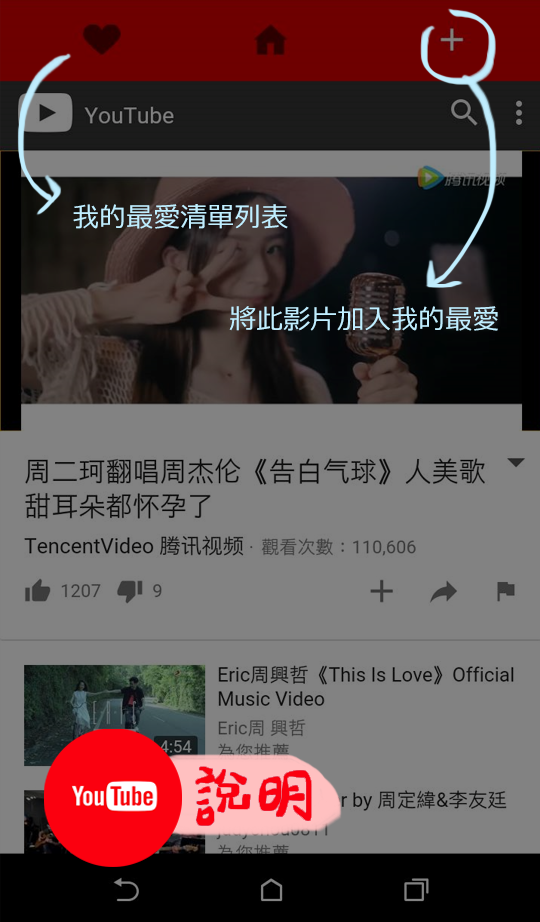 YouTube
腾讯视频
我的最愛清單列表
將此影片加入我的最愛
周二珂翻唱周杰伦《告白气球》人美歌
甜耳朵都怀孕了
TencentVideo 腾讯视频 · 觀看次數：110,606
1207 9
Eric周興哲《This Is Love》Official
Music Video
Eric周 興哲
4:54
為您推薦
YouTube 說明
by 周定緯&李友廷
為您推薦